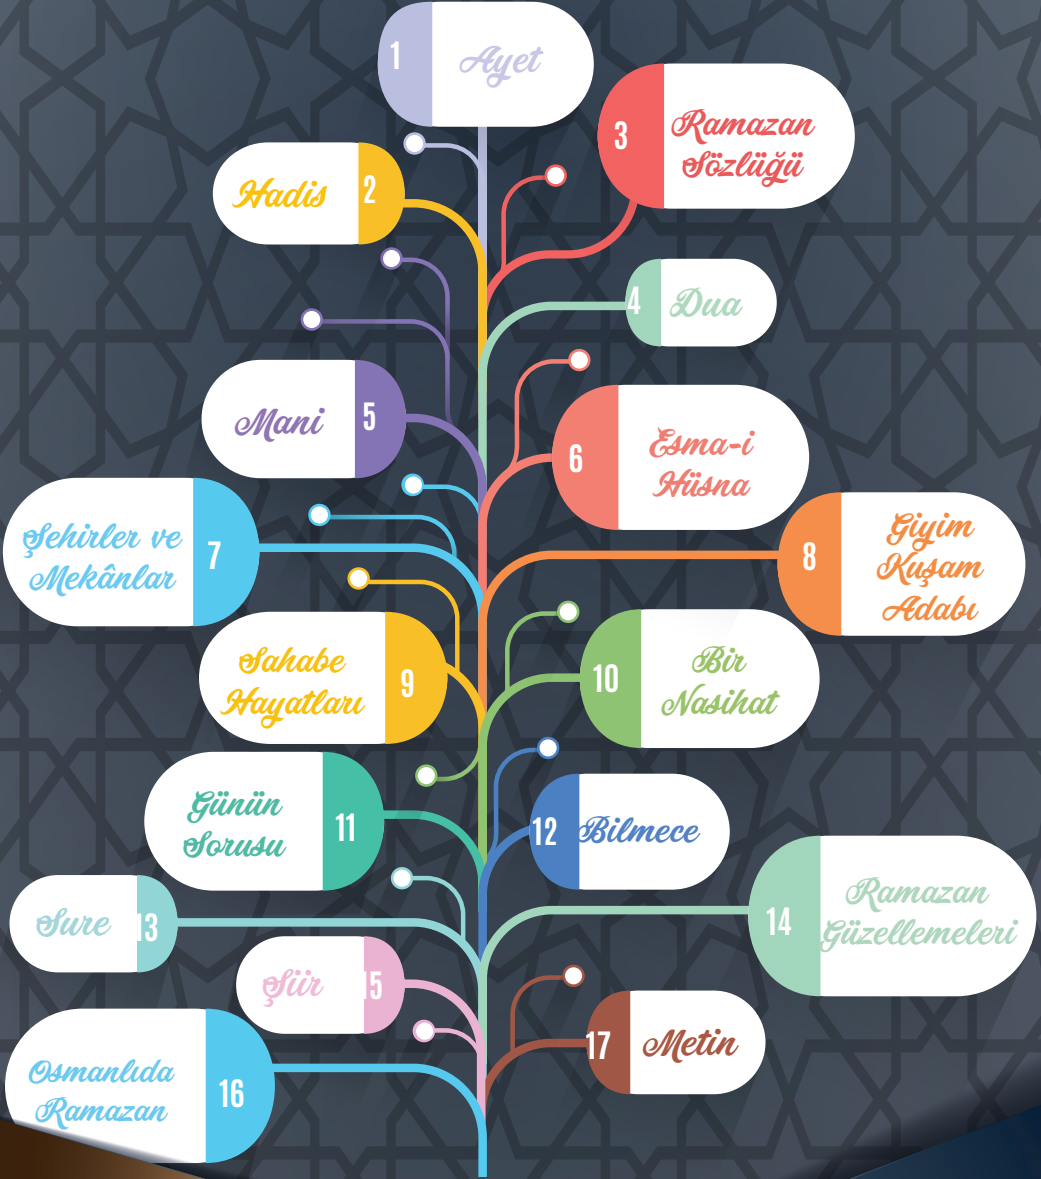 1 Ayet
Hadis 2
3 Ramazan
Sözlüğü
4 Dua
Mani 5
6 Esma-i
Hüsna
Şehirler ve
Mekânlar 7
8 Giyim
Kuşam
Adabı
Sahabe
Hayatları 9
10 Bir
Nasihat
Günün
Sorusu 11
12 Bilmece
Sure 13
14 Ramazan
Güzellemeleri
Şiir 15
Osmanlıda
Ramazan 16
17 Metin